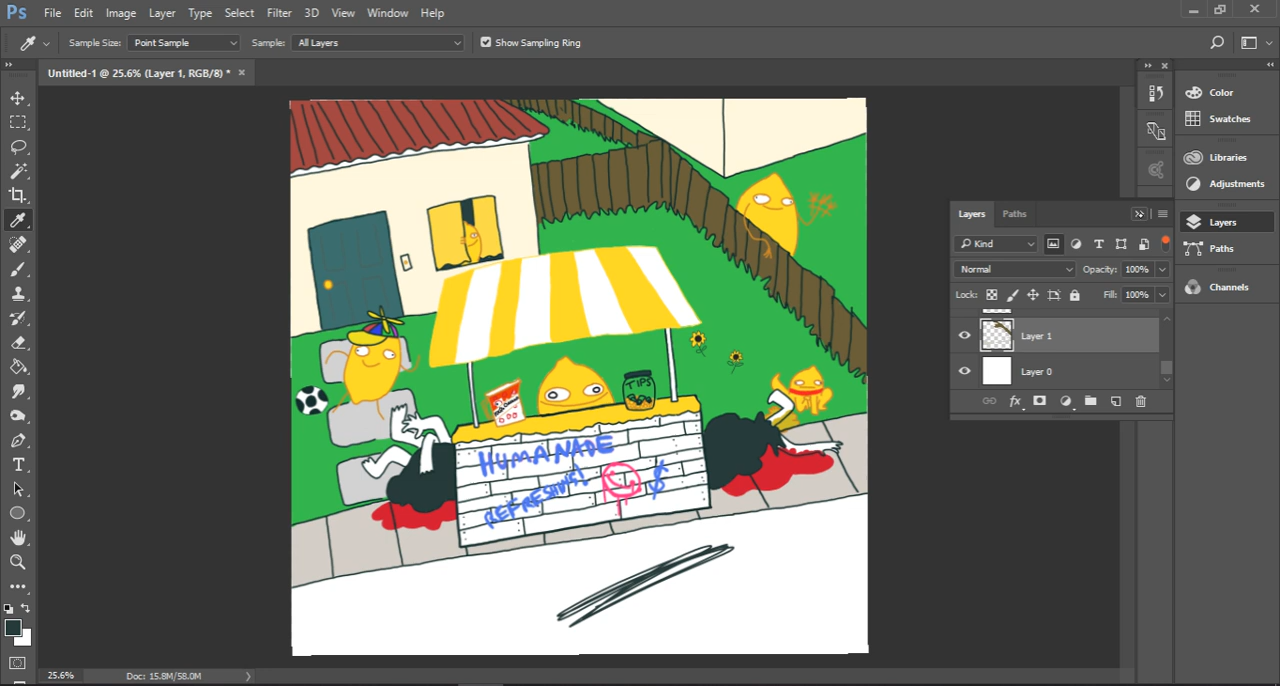 Ps File Edit Image Layer Type Select Filter 3D View Window Help
Sample Size: Point Sample Sample: All Layers Show Sampling Ring
Untitled-1 @ 25.6% (Layer 1, RGB/8) *
Color
Swatches
Libraries
Adjustments
Layers
Paths
Channels
Layers Paths
Kind
Normal Opacity: 100%
Lock: Fill: 100%
Layer 1
Layer 0
fx
TIPS
HUMANADE
REFRESHING!
$
25.6% Doc: 15.8M/58.0M